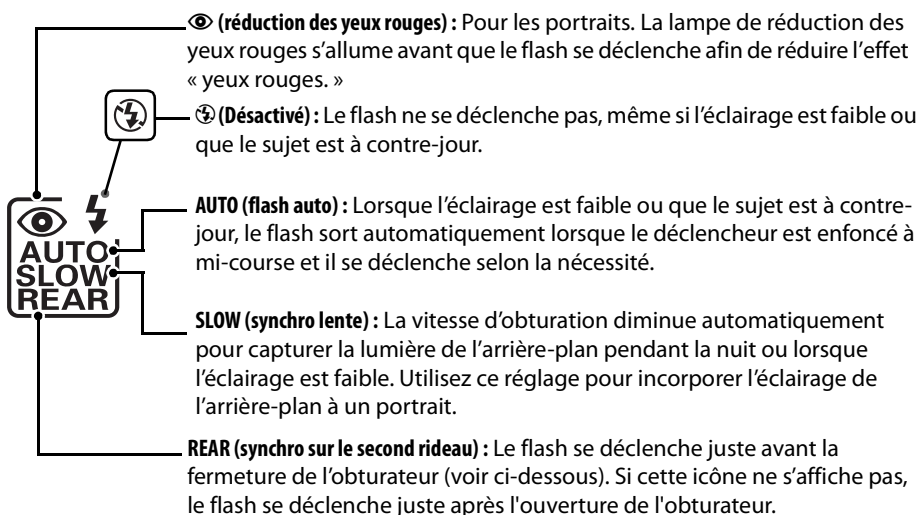 👁 (réduction des yeux rouges) : Pour les portraits. La lampe de réduction des
yeux rouges s’allume avant que le flash se déclenche afin de réduire l’effet
« yeux rouges. »
(Désactivé) : Le flash ne se déclenche pas, même si l’éclairage est faible ou
que le sujet est à contre-jour.
AUTO (flash auto) : Lorsque l’éclairage est faible ou que le sujet est à contre-
jour, le flash sort automatiquement lorsque le déclencheur est enfoncé à
mi-course et il se déclenche selon la nécessité.
AUTO
SLOW
REAR
SLOW (synchro lente) : La vitesse d’obturation diminue automatiquement
pour capturer la lumière de l’arrière-plan pendant la nuit ou lorsque
l’éclairage est faible. Utilisez ce réglage pour incorporer l’éclairage de
l’arrière-plan à un portrait.
REAR (synchro sur le second rideau) : Le flash se déclenche juste avant la
fermeture de l’obturateur (voir ci-dessous). Si cette icône ne s’affiche pas,
le flash se déclenche juste après l'ouverture de l'obturateur.